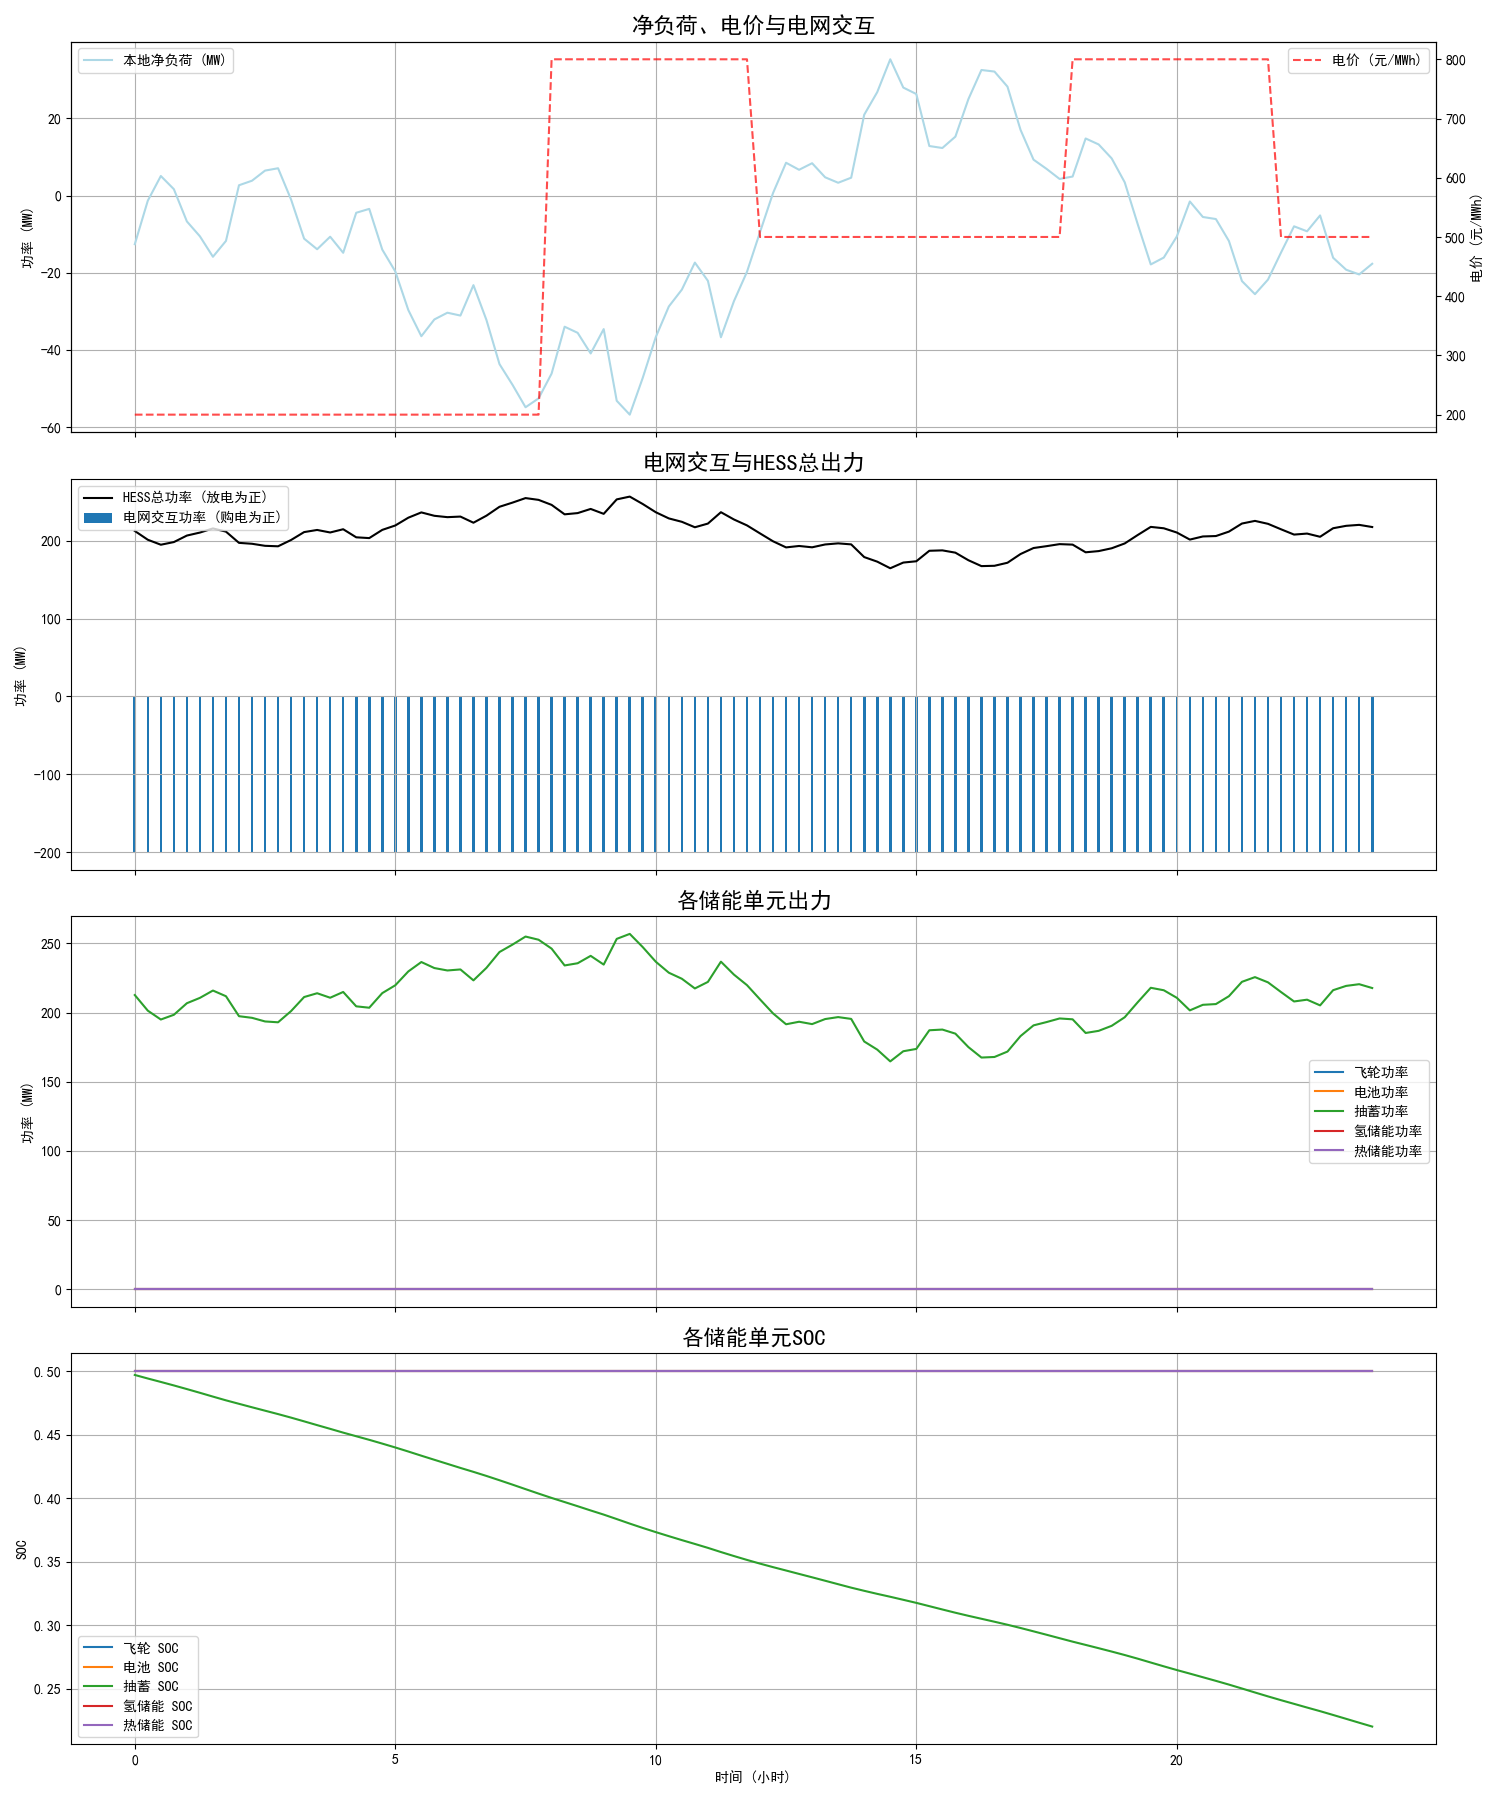 净负荷、电价与电网交互
本地净负荷 (MW)
电价 (元/MWh)
功率 (MW)
20
0
−20
−40
−60
800
700
600
500
400
300
200
电价 (元/MWh)
电网交互与HESS总出力
HESS总功率 (放电为正)
电网交互功率 (购电为正)
功率 (MW)
200
100
0
−100
−200
各储能单元出力
功率 (MW)
250
200
150
100
50
0
飞轮功率
电池功率
抽蓄功率
氢储能功率
热储能功率
各储能单元SOC
SOC
0.50
0.45
0.40
0.35
0.30
0.25
飞轮 SOC
电池 SOC
抽蓄 SOC
氢储能 SOC
热储能 SOC
0 5 10 15 20
时间 (小时)